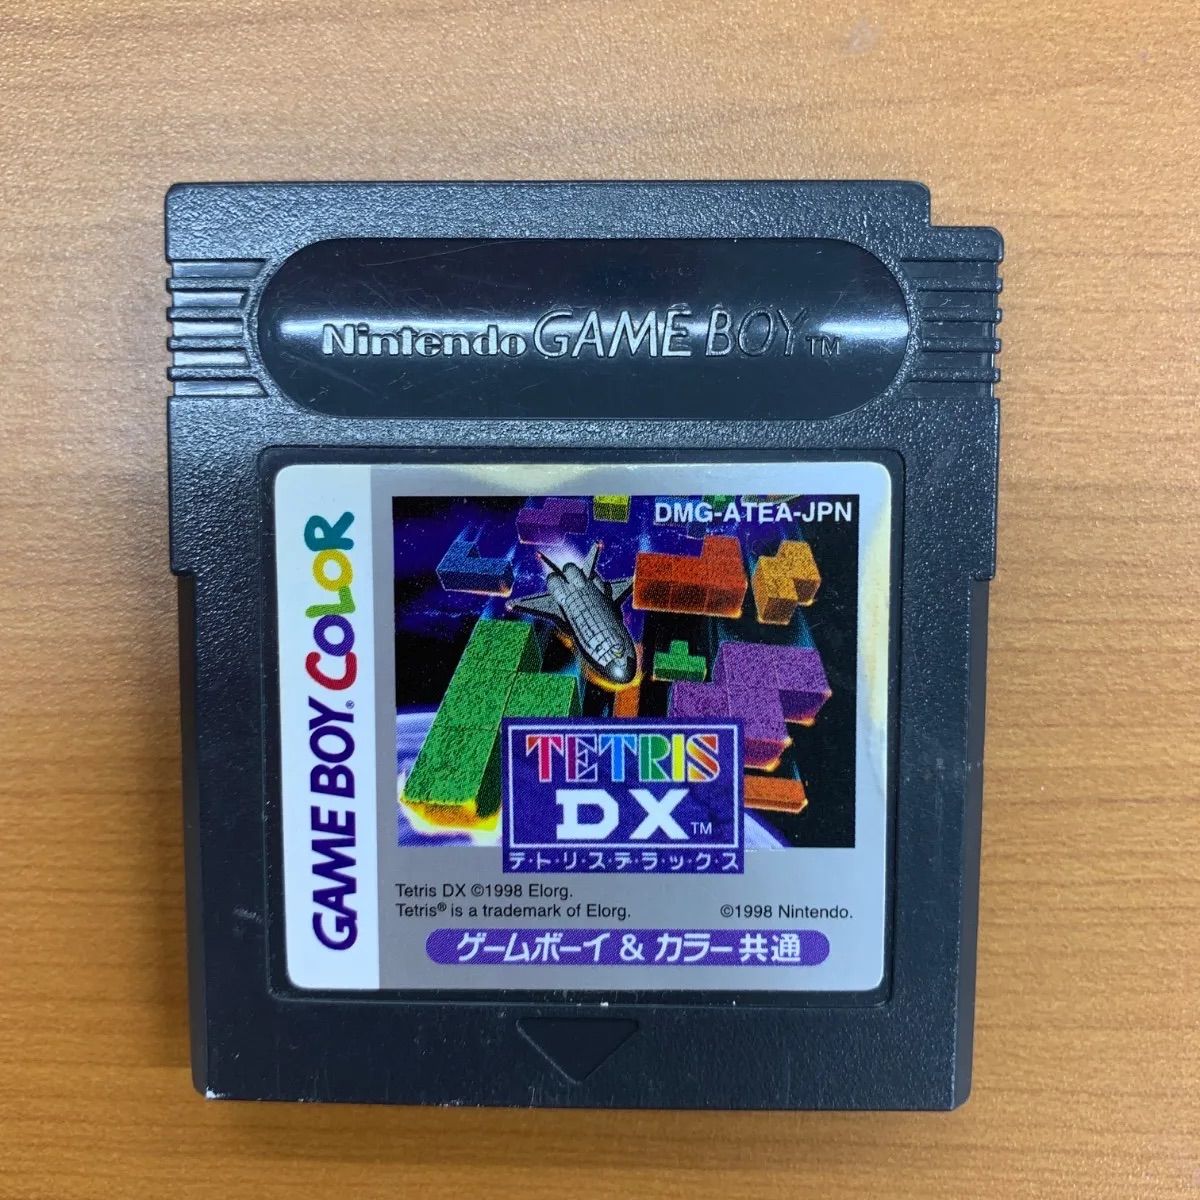 Nintendo GAME BOY™
GAME BOY® COLOR
DMG-ATEA-JPN
TETRIS
DX™
テ・ト・リ・ス・デ・ラ・ッ・ク・ス
Tetris DX ©1998 Elorg.
Tetris® is a trademark of Elorg.
©1998 Nintendo.
ゲームボーイ & カラー共通